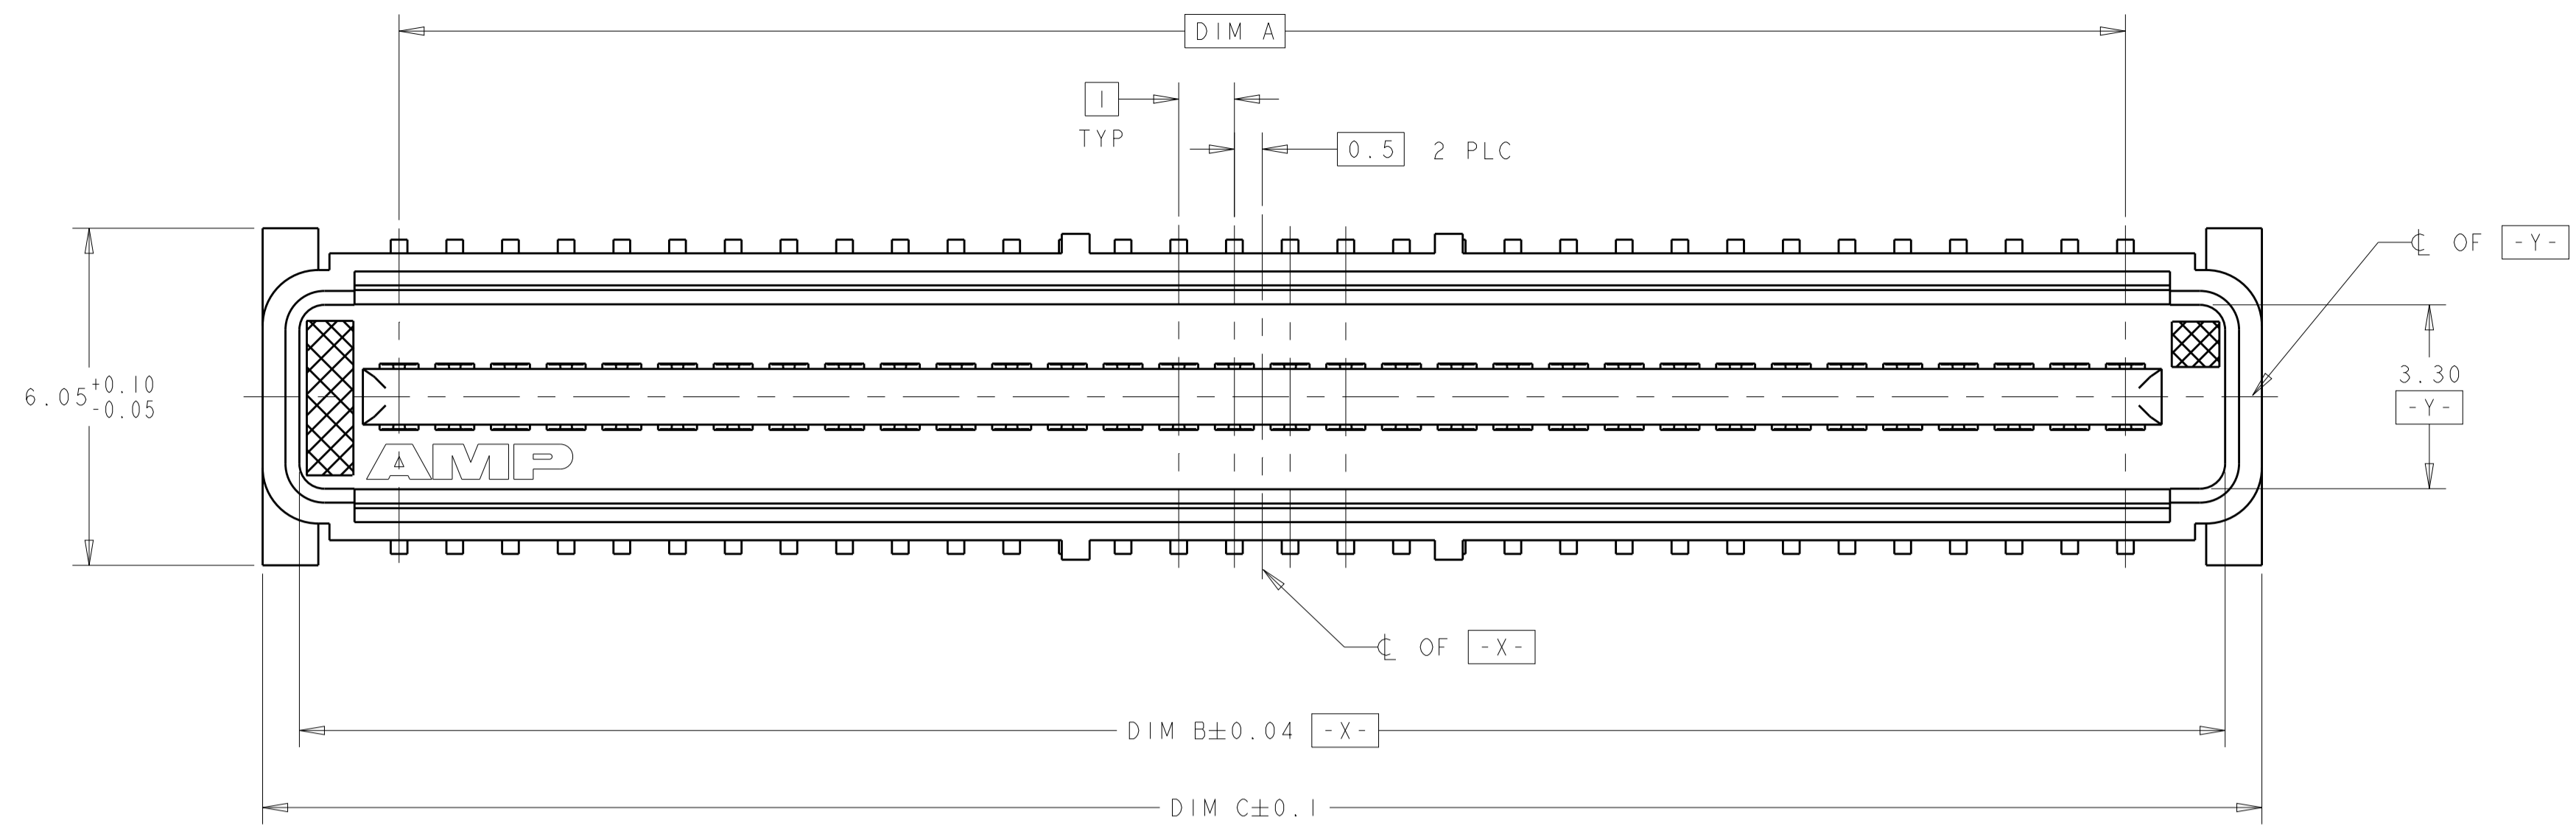 DIM A
1
TYP
0.5 2 PLC
℄ OF -Y-
6.05 +0.10
-0.05
3.30
-Y-
AMP
℄ OF -X-
DIM B±0.04 -X-
DIM C±0.1